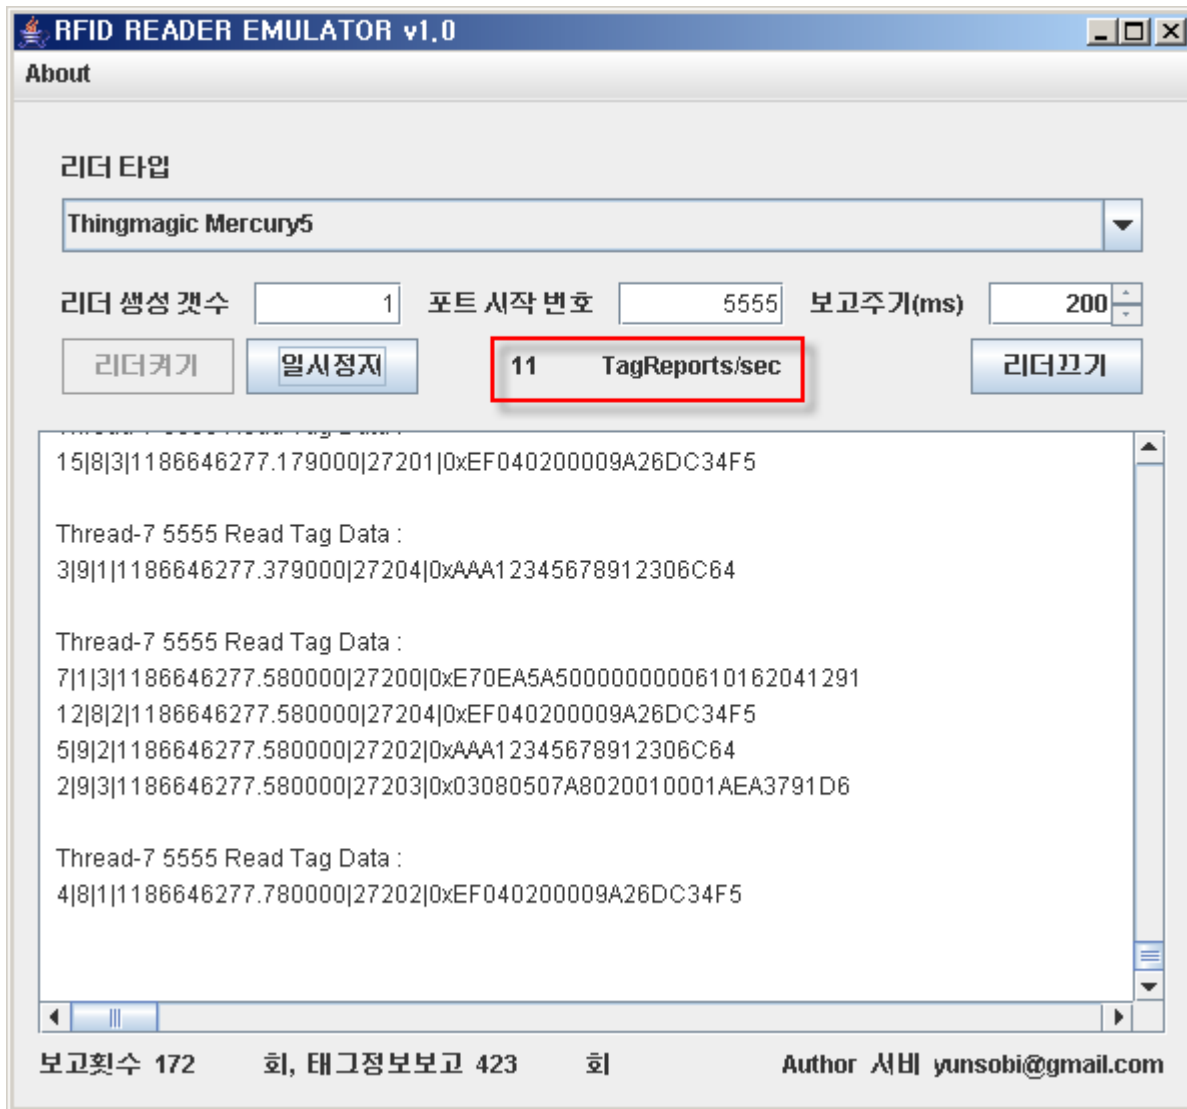 RFID READER EMULATOR v1.0
About
리더 타입
Thingmagic Mercury5
리더 생성 갯수 1 포트 시작 번호 5555 보고주기(ms) 200
리더켜기 일시정지 11 TagReports/sec 리더끄기
Thread-7 5555 Read Tag Data :
15|8|3|1186646277.179000|27201|0xEF040200009A26DC34F5
Thread-7 5555 Read Tag Data :
3|9|1|1186646277.379000|27204|0xAAA12345678912306C64
Thread-7 5555 Read Tag Data :
7|1|3|1186646277.580000|27200|0xE70EA5A5000000000610162041291
12|8|2|1186646277.580000|27204|0xEF040200009A26DC34F5
5|9|2|1186646277.580000|27202|0xAAA12345678912306C64
2|9|3|1186646277.580000|27203|0x03080507A8020010001AEA3791D6
Thread-7 5555 Read Tag Data :
4|8|1|1186646277.780000|27202|0xEF040200009A26DC34F5
보고횟수 172 회, 태그정보보고 423 회 Author 서비 yunsobi@gmail.com